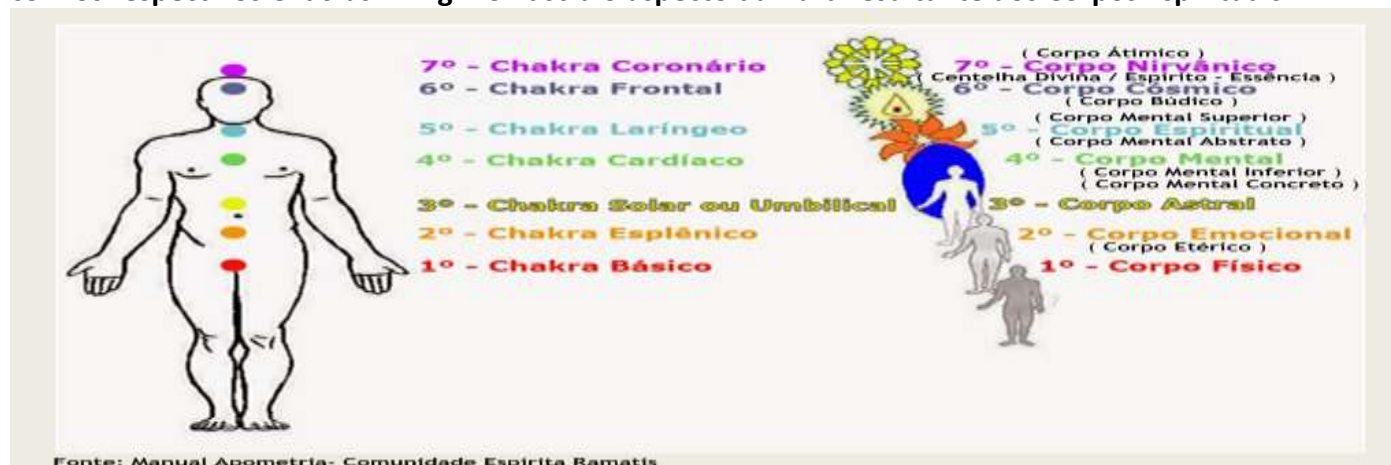 7º - Chakra Coronário
6º - Chakra Frontal
5º - Chakra Laríngeo
4º - Chakra Cardíaco
3º - Chakra Solar ou Umbilical
2º - Chakra Esplênico
1º - Chakra Básico
( Corpo Átimico )
7º - Corpo Nirvânico
( Centelha Divina / Espírito - Essência )
6º - Corpo Cósmico
( Corpo Búdico )
( Corpo Mental Superior )
5º - Corpo Espiritual
( Corpo Mental Abstrato )
4º - Corpo Mental
( Corpo Mental Inferior )
( Corpo Mental Concreto )
3º - Corpo Astral
2º - Corpo Emocional
( Corpo Etérico )
1º - Corpo Físico
Fonte: Manual Apometria- Comunidade Espírita Ramatis